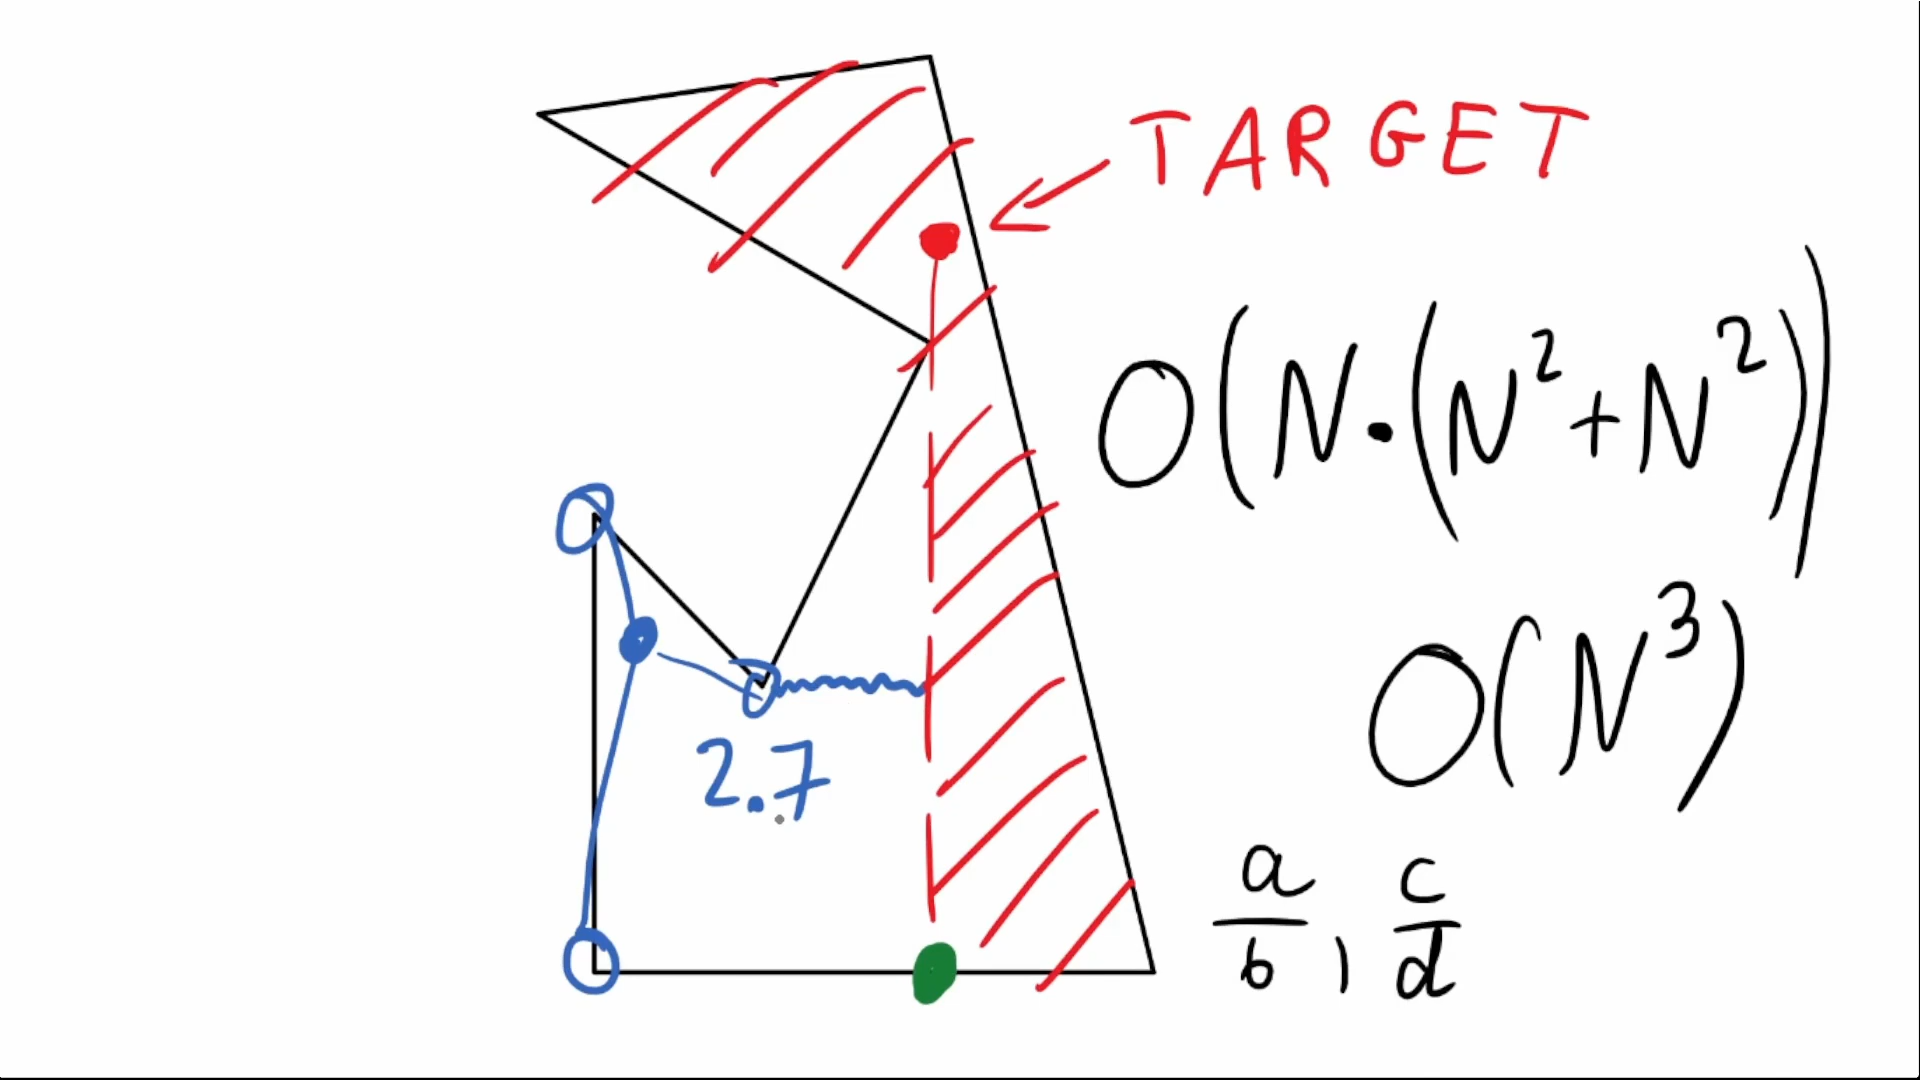 TARGET
O(N·(N²+N²))
O(N³)
2.7
a/b, c/d